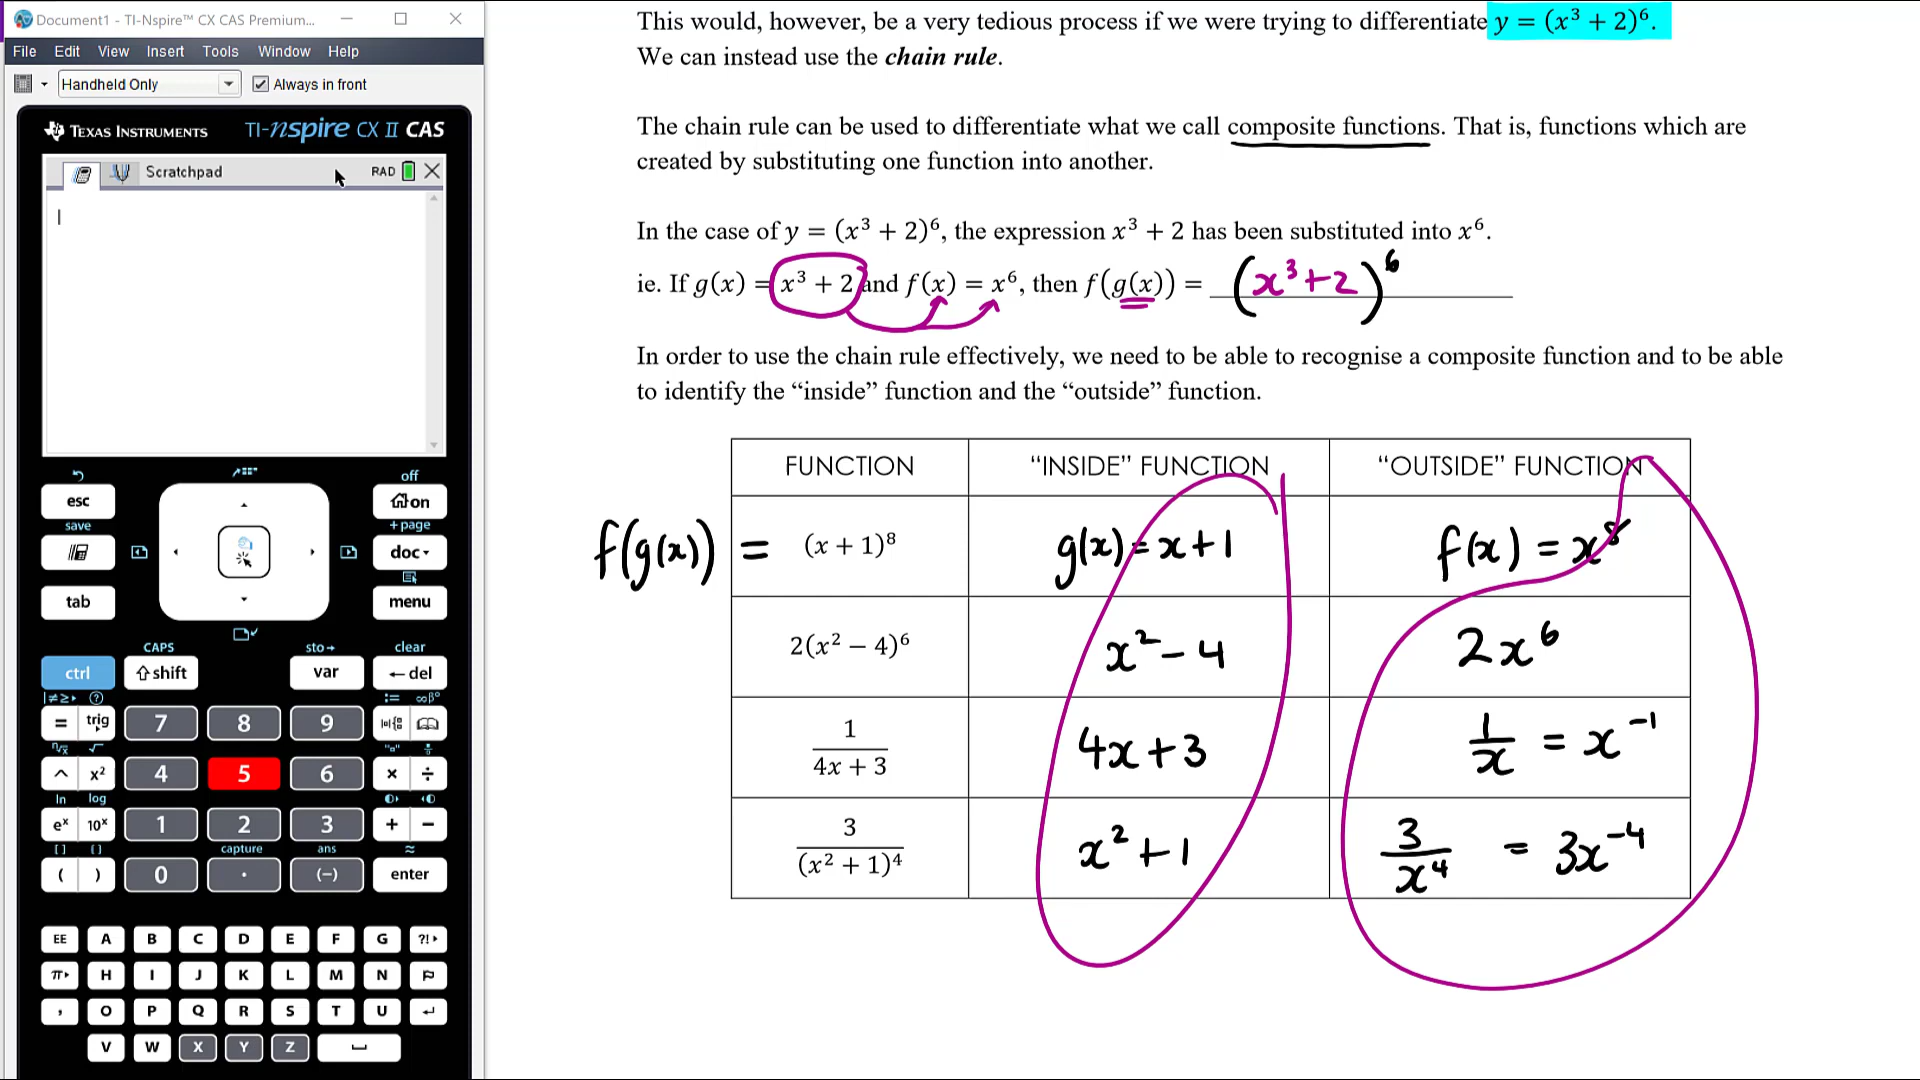 Document1 - TI-Nspire™ CX CAS Premium...
File Edit View Insert Tools Window Help
Handheld Only
Always in front
TEXAS INSTRUMENTS TI-nspire CX II CAS
Scratchpad RAD
off
esc on
save + page
doc
tab menu
CAPS sto→ clear
ctrl ⇧shift var ←del
|≠≥▸ ? := ∞β°
= trig 7 8 9 |□|{
ⁿ√x √
^ x² 4 5 6 × ÷
ln log
eˣ 10ˣ 1 2 3 + −
[ ] { } capture ans ≈
( ) 0 . (−) enter
EE A B C D E F G ?!▸
π▸ H I J K L M N
, O P Q R S T U ↵
V W X Y Z
This would, however, be a very tedious process if we were trying to differentiate y = (x³ + 2)⁶.
We can instead use the chain rule.
The chain rule can be used to differentiate what we call composite functions. That is, functions which are
created by substituting one function into another.
In the case of y = (x³ + 2)⁶, the expression x³ + 2 has been substituted into x⁶.
ie. If g(x) = x³ + 2 and f(x) = x⁶, then f(g(x)) = (x³+2)⁶
In order to use the chain rule effectively, we need to be able to recognise a composite function and to be able
to identify the “inside” function and the “outside” function.
FUNCTION “INSIDE” FUNCTION “OUTSIDE” FUNCTION
f(g(x)) = (x + 1)⁸ g(x) = x+1 f(x) = x⁸
2(x² − 4)⁶ x² − 4 2x⁶
1/(4x + 3) 4x+3 1/x = x⁻¹
3/(x² + 1)⁴ x²+1 3/x⁴ = 3x⁻⁴